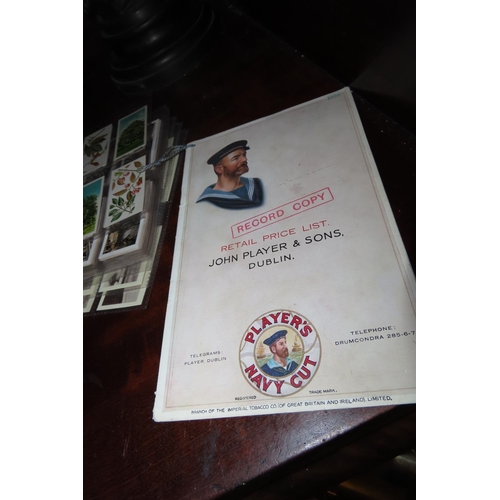 RECORD COPY
RETAIL PRICE LIST.
JOHN PLAYER & SONS.
DUBLIN.
PLAYER'S
NAVY CUT
TELEGRAMS:
PLAYER, DUBLIN
TELEPHONE:
DRUMCONDRA 285-6-7
REGISTERED
TRADE MARK.
BRANCH OF THE IMPERIAL TOBACCO CO. (OF GREAT BRITAIN AND IRELAND), LIMITED.